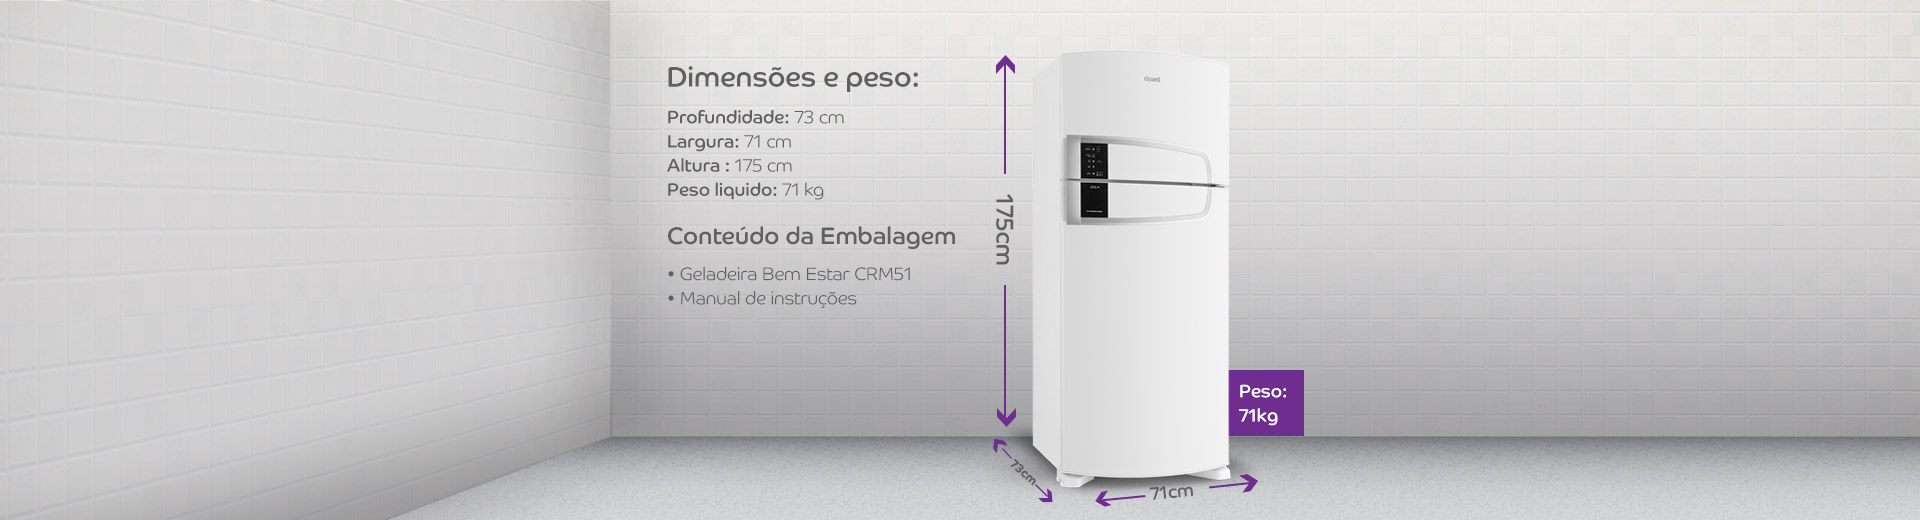 Dimensões e peso:
Profundidade: 73 cm
Largura: 71 cm
Altura : 175 cm
Peso liquido: 71 kg
Conteúdo da Embalagem
• Geladeira Bem Estar CRM51
• Manual de instruções
175cm
Peso:
71kg
73cm
71cm